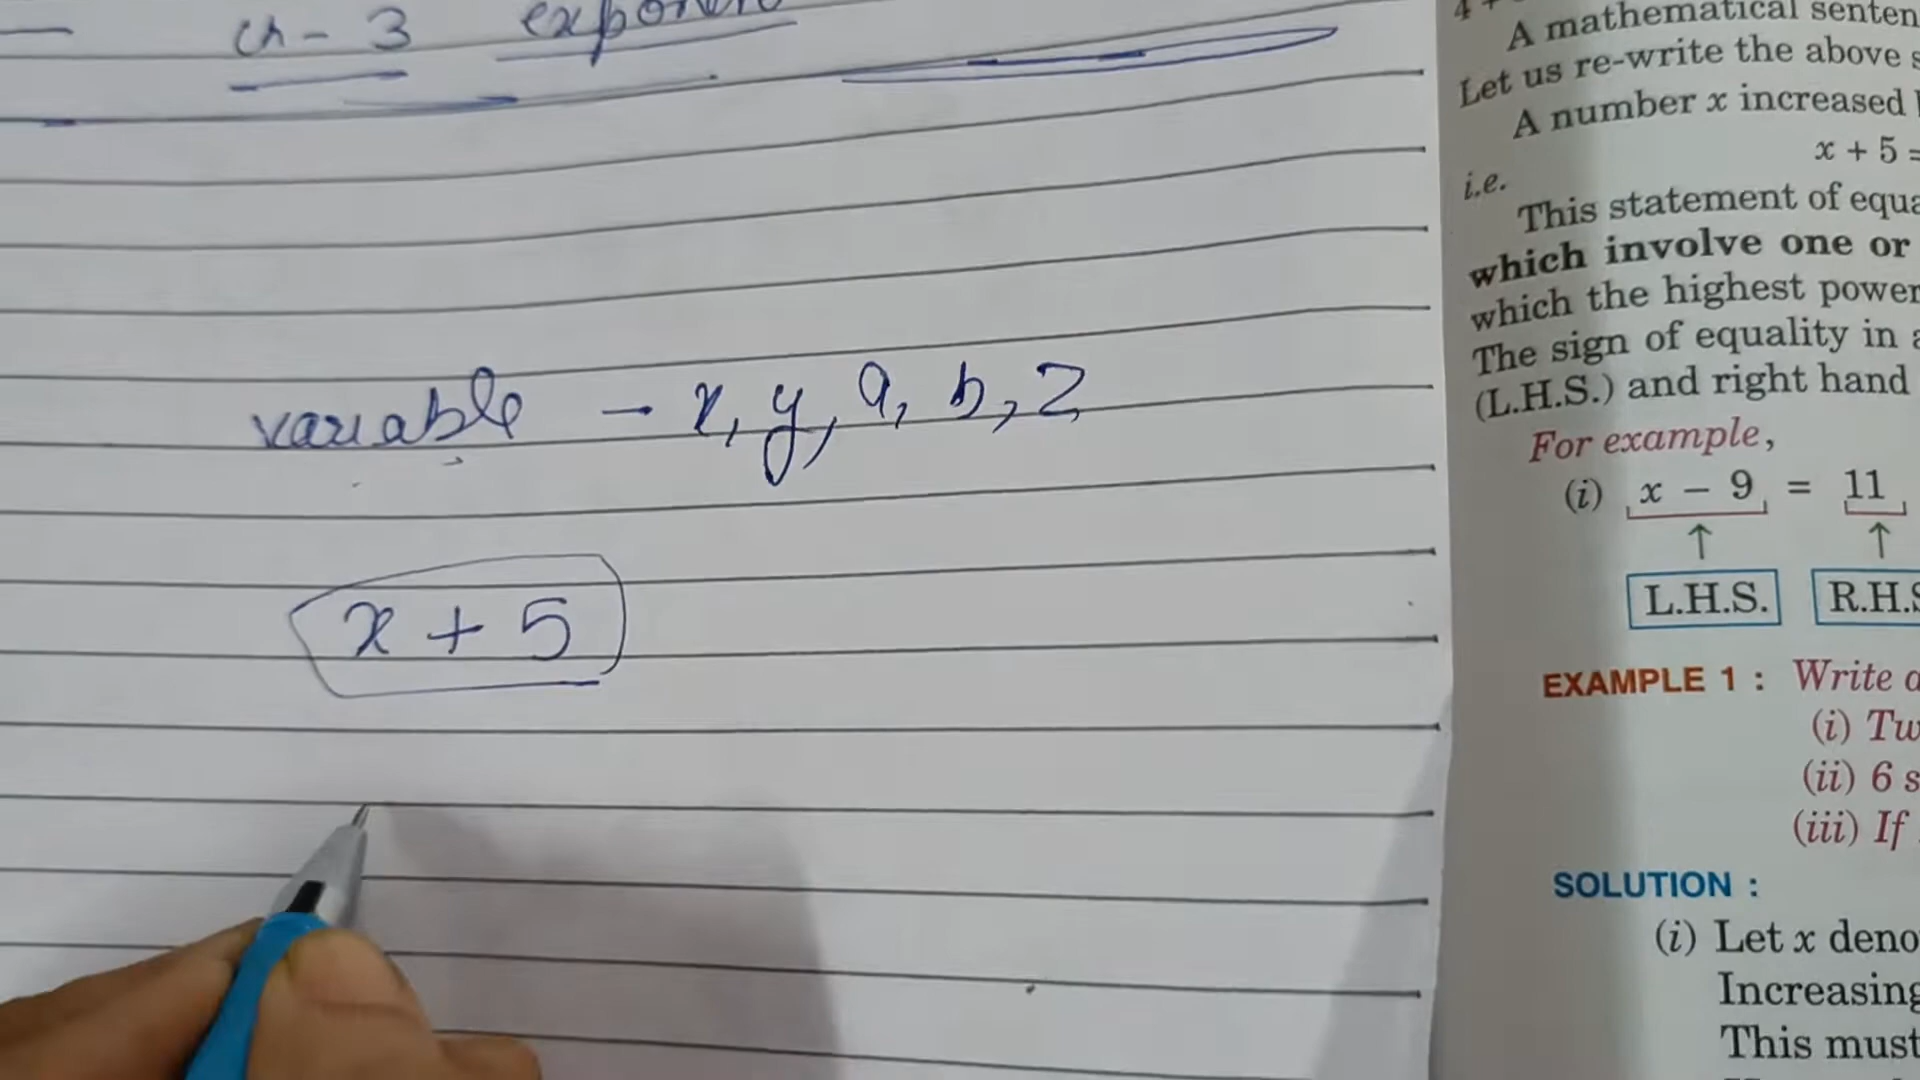 ch - 3 exponent
variable - x, y, a, b, z
x + 5
A mathematical senten
Let us re-write the above s
A number x increased
x + 5 =
i.e.
This statement of equa
which involve one or
which the highest power
The sign of equality in a
(L.H.S.) and right hand
For example,
(i) x − 9 = 11
↑ ↑
L.H.S. R.H.S
EXAMPLE 1 : Write a
(i) Tw
(ii) 6 s
(iii) If
SOLUTION :
(i) Let x deno
Increasing
This must